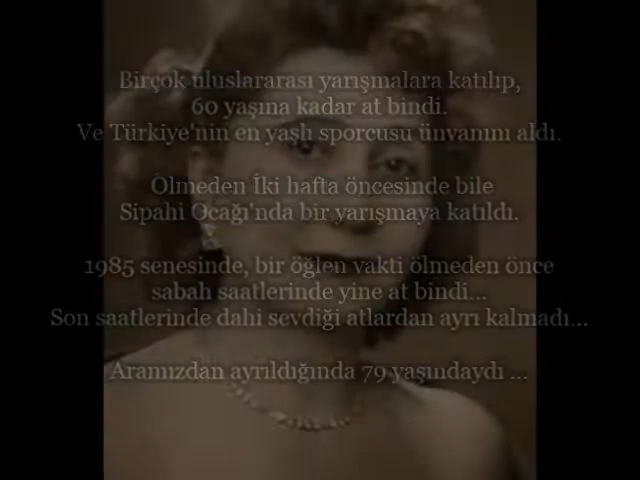 Birçok uluslararası yarışmalara katılıp,
60 yaşına kadar at bindi.
Ve Türkiye'nin en yaşlı sporcusu ünvanını aldı.
Ölmeden İki hafta öncesinde bile
Sipahi Ocağı'nda bir yarışmaya katıldı.
1985 senesinde, bir öğlen vakti ölmeden önce
sabah saatlerinde yine at bindi...
Son saatlerinde dahi sevdiği atlardan ayrı kalmadı...
Aramızdan ayrıldığında 79 yaşındaydı ...